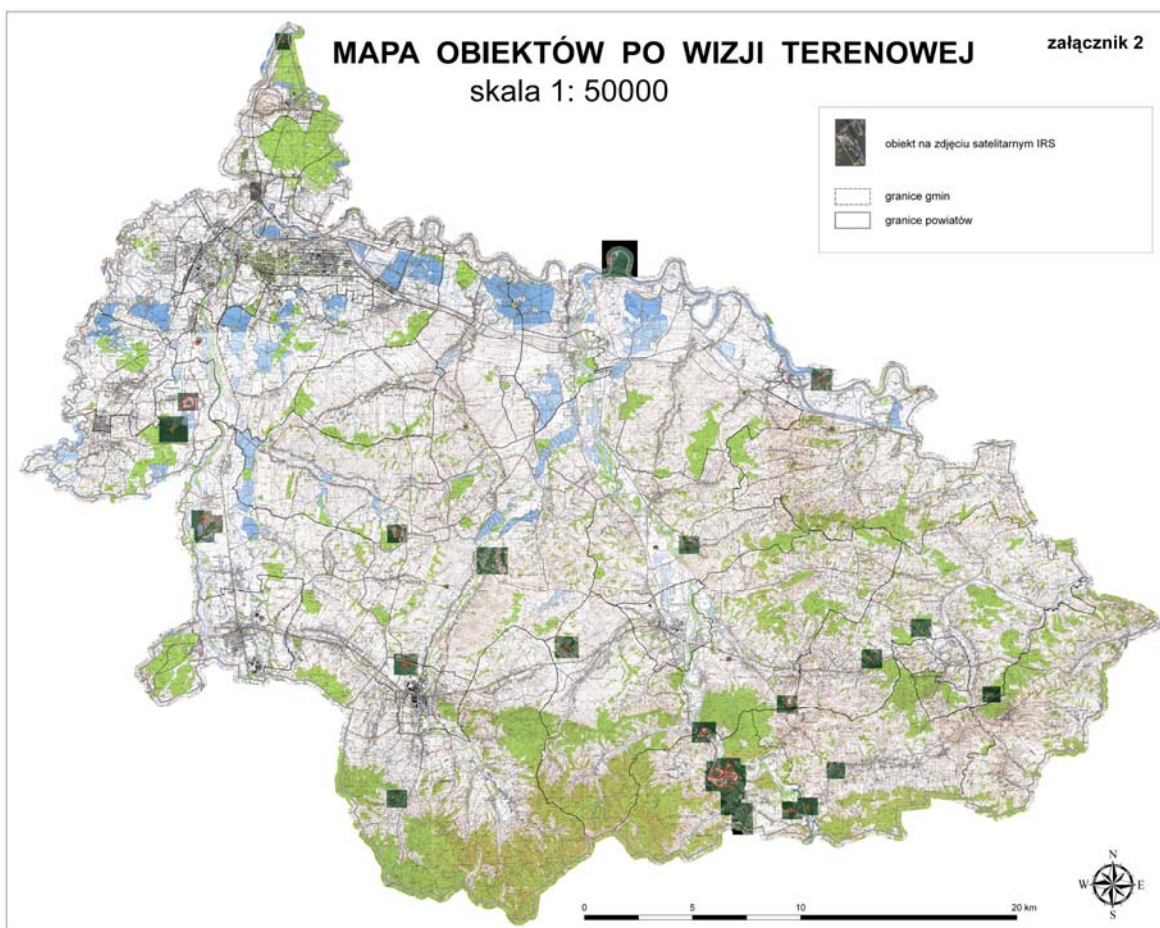 MAPA OBIEKTÓW PO WIZJI TERENOWEJ
skala 1: 50000
załącznik 2
obiekt na zdjęciu satelitarnym IRS
granice gmin
granice powiatów
N
W E
S
0 5 10 20 km